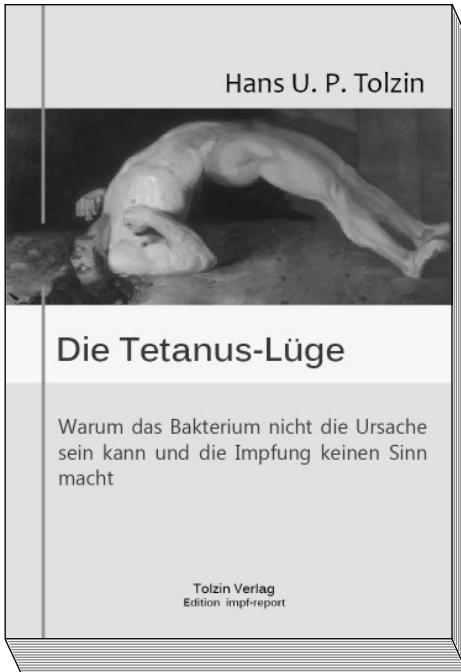 Hans U. P. Tolzin
Die Tetanus-Lüge
Warum das Bakterium nicht die Ursache
sein kann und die Impfung keinen Sinn
macht
Tolzin Verlag
Edition impf-report